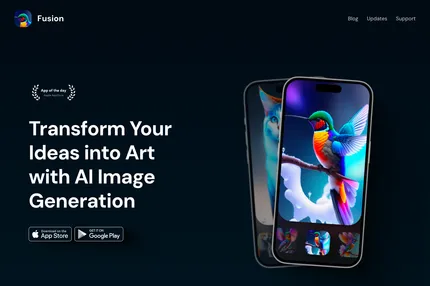 Fusion
Blog
Updates
Support
App of the day
Transform Your
Ideas into Art
with AI Image
Generation
Download on the
App Store
GET IT ON
Google Play